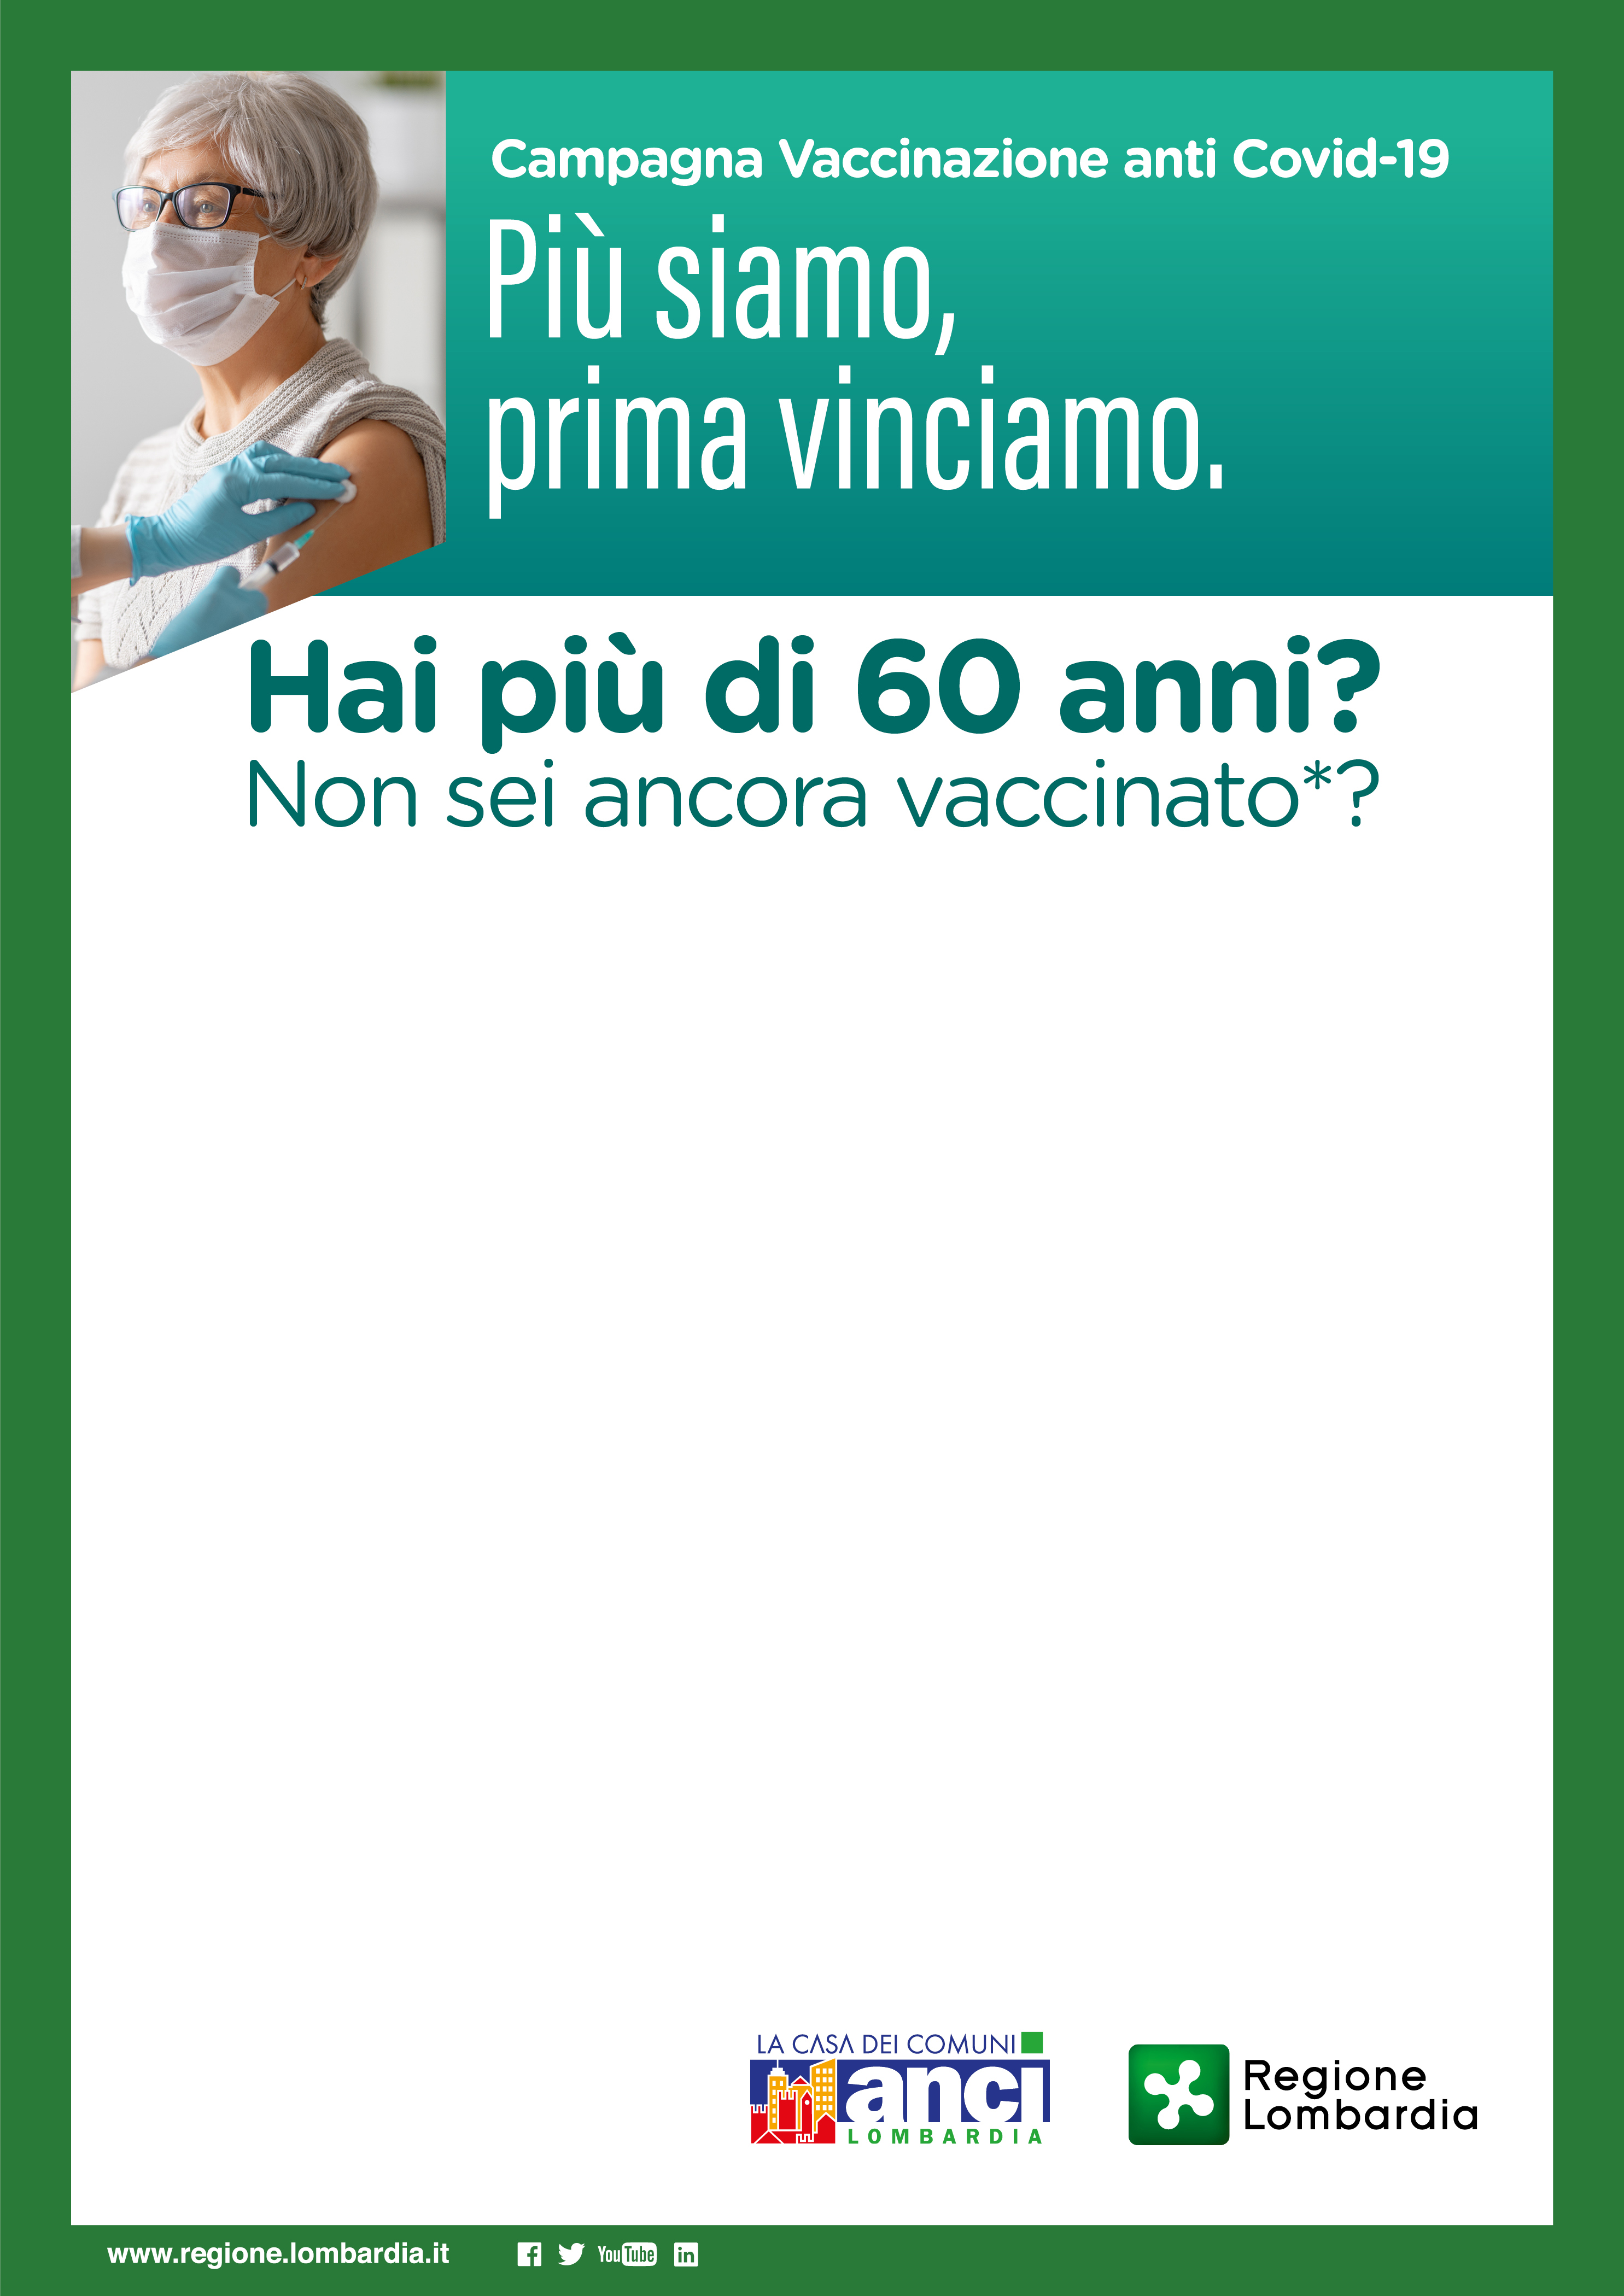 Campagna Vaccinazione anti Covid-19
Più siamo,
prima vinciamo.
Hai più di 60 anni?
Non sei ancora vaccinato*?
LA CASA DEI COMUNI
anci
LOMBARDIA
Regione
Lombardia
www.regione.lombardia.it
YouTube
in